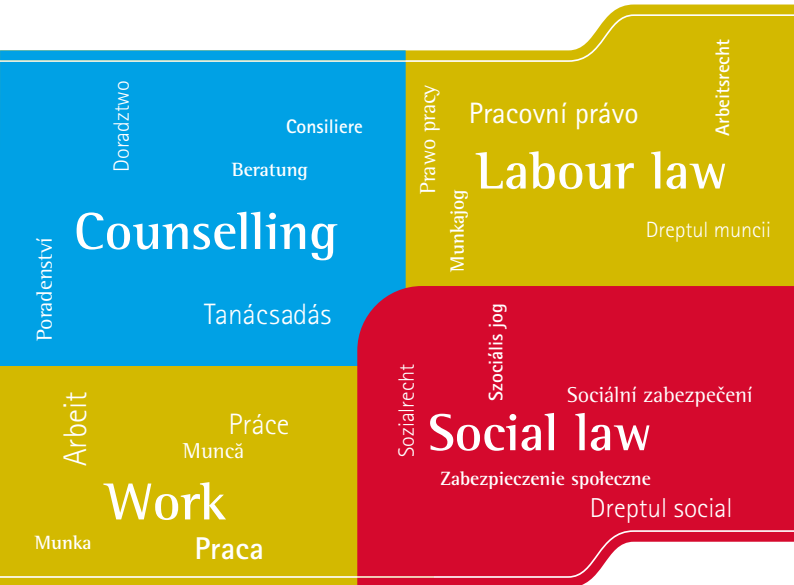 Doradztwo
Consiliere
Beratung
Counselling
Poradenství
Tanácsadás
Arbeitsrecht
Prawo pracy
Pracovní právo
Labour law
Munkajog
Dreptul muncii
Arbeit
Práce
Muncă
Work
Munka
Praca
Szociális jog
Sozialrecht
Sociální zabezpečení
Social law
Zabezpieczenie społeczne
Dreptul social